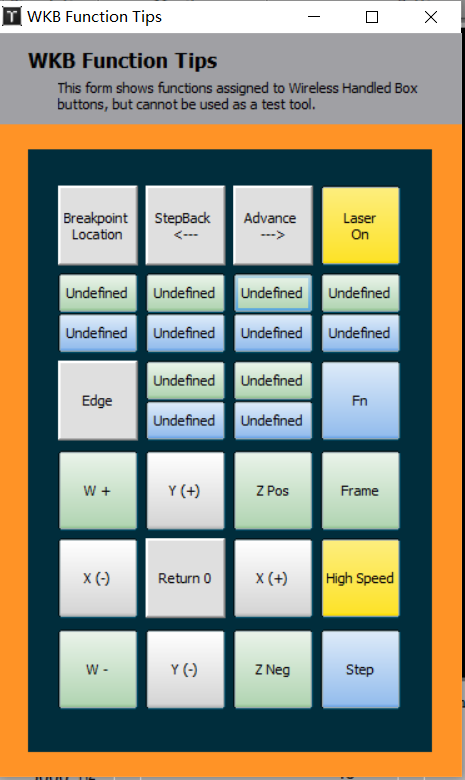 WKB Function Tips
WKB Function Tips
This form shows functions assigned to Wireless Handled Box
buttons, but cannot be used as a test tool.
Breakpoint
Location
StepBack
<---
Advance
--->
Laser
On
Undefined
Undefined
Undefined
Undefined
Undefined
Undefined
Undefined
Undefined
Edge
Undefined
Undefined
Undefined
Undefined
Fn
W +
Y (+)
Z Pos
Frame
X (-)
Return 0
X (+)
High Speed
W -
Y (-)
Z Neg
Step